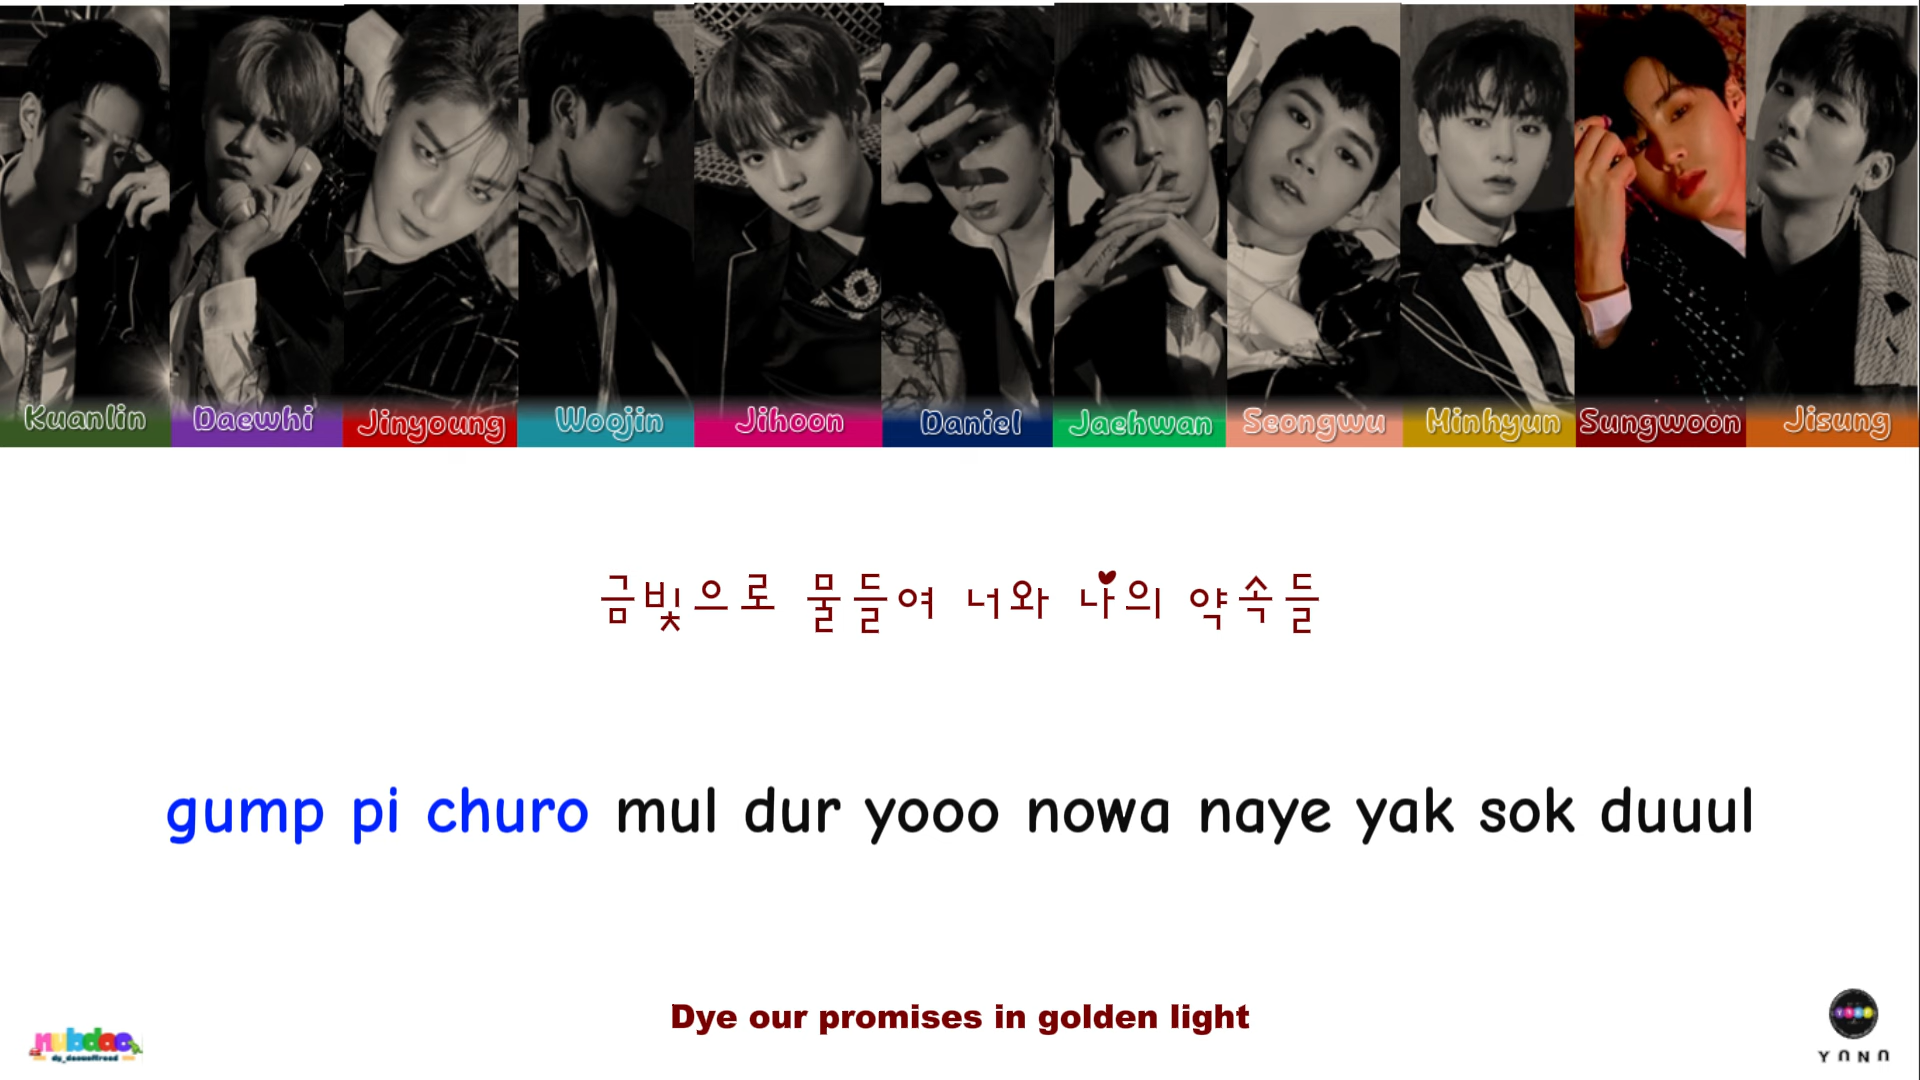 Kuanlin Daewhi Jinyoung Woojin Jihoon Daniel Jaehwan Seongwu Minhyun Sungwoon Jisung
금빛으로 물들여 너와 나의 약속들
gump pi churo mul dur yooo nowa naye yak sok duuul
Dye our promises in golden light
nubdac